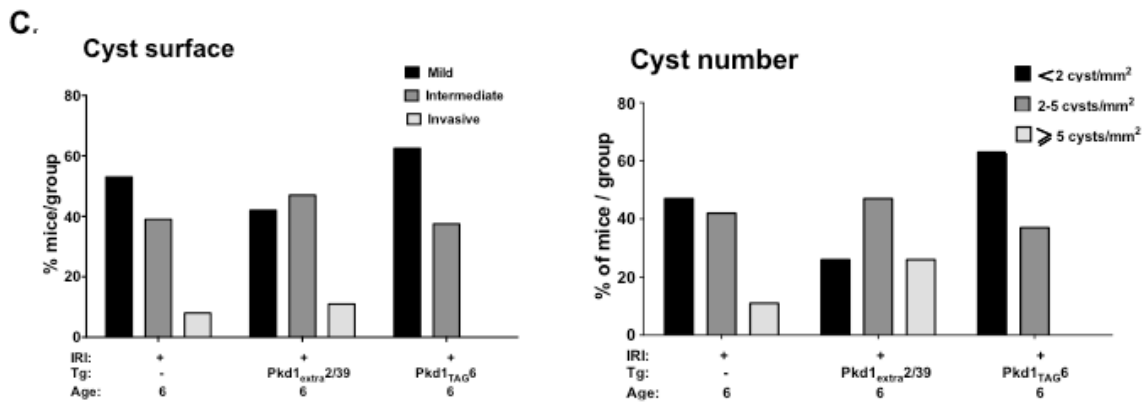 C.
Cyst surface
Mild
Intermediate
Invasive
% mice/group
80
60
40
20
0
IRI: + + +
Tg: - Pkd1extra2/39 Pkd1TAG6
Age: 6 6 6
Cyst number
<2 cyst/mm2
2-5 cysts/mm2
⩾ 5 cysts/mm2
% of mice / group
80
60
40
20
0
IRI: + + +
Tg: - Pkd1extra2/39 Pkd1TAG6
Age: 6 6 6